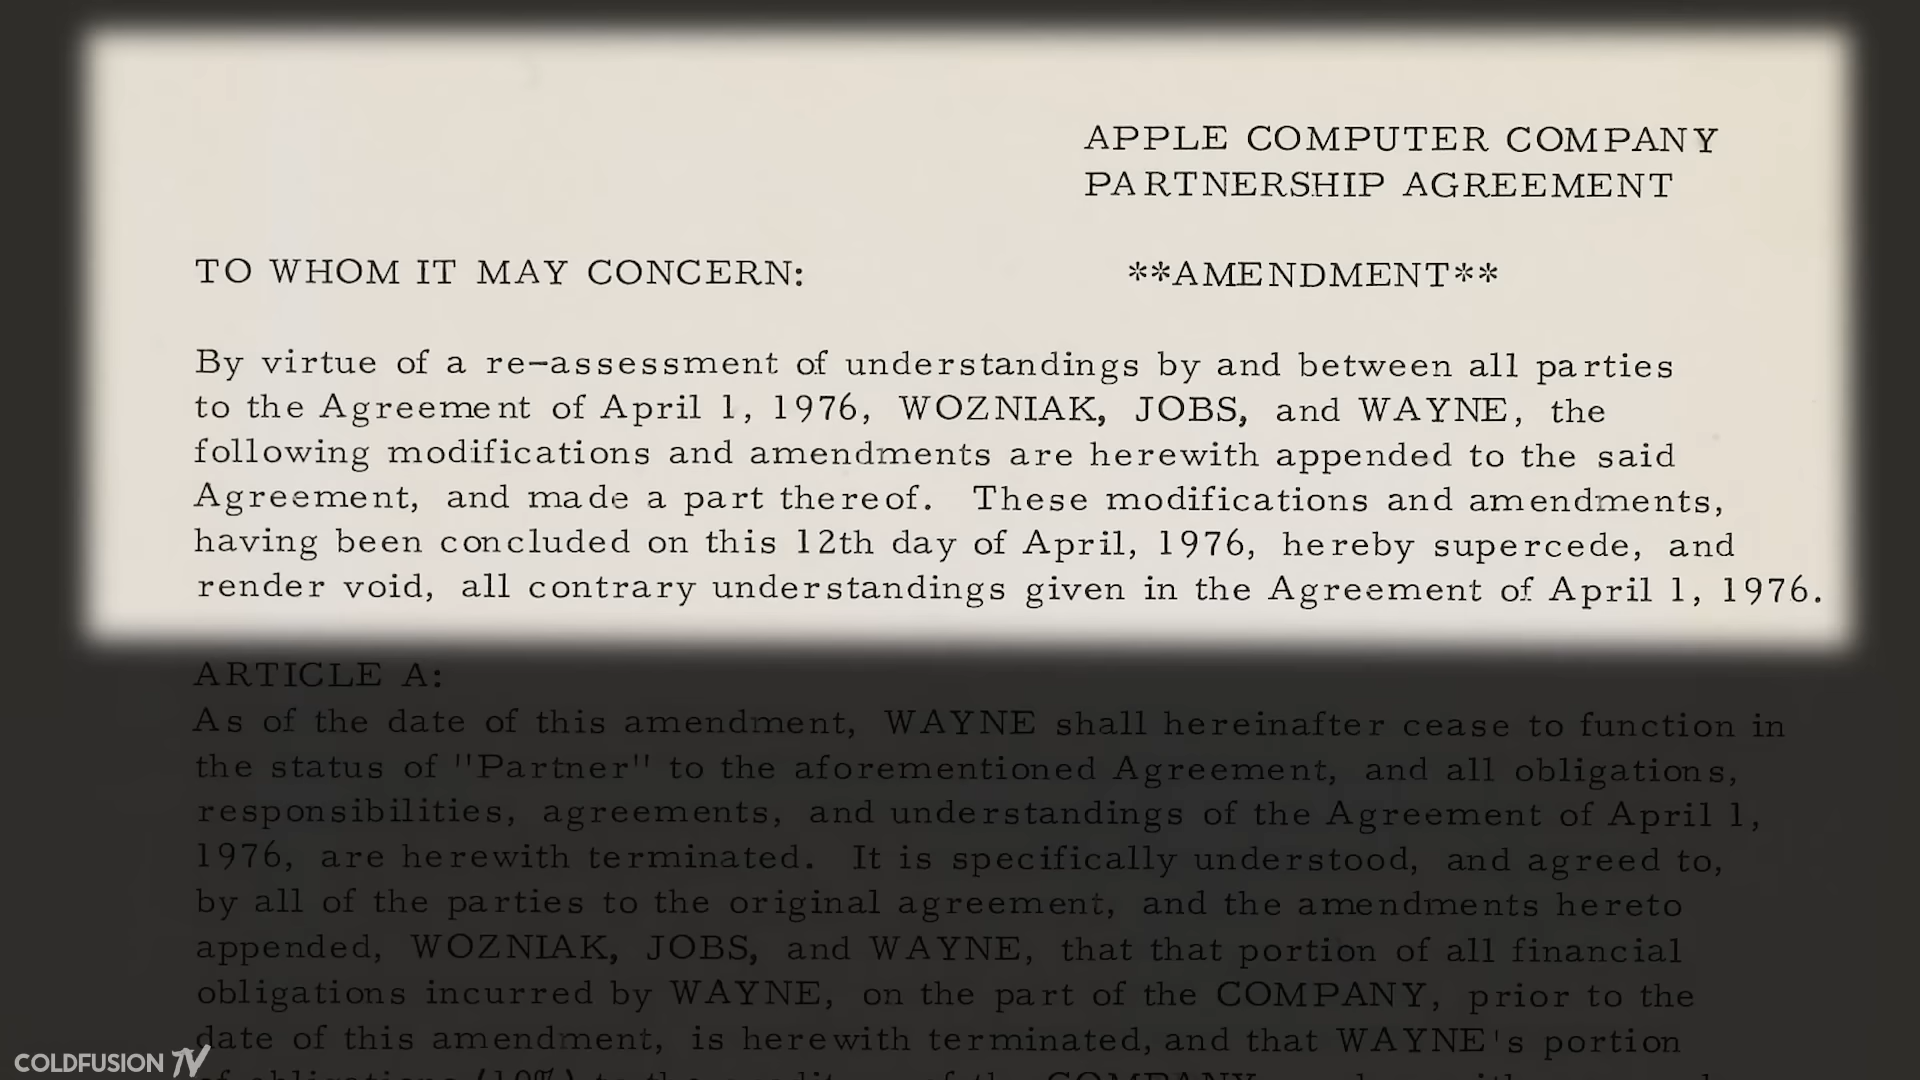 APPLE COMPUTER COMPANY
PARTNERSHIP AGREEMENT
TO WHOM IT MAY CONCERN:
**AMENDMENT**
By virtue of a re-assessment of understandings by and between all parties
to the Agreement of April 1, 1976, WOZNIAK, JOBS, and WAYNE, the
following modifications and amendments are herewith appended to the said
Agreement, and made a part thereof. These modifications and amendments,
having been concluded on this 12th day of April, 1976, hereby supercede, and
render void, all contrary understandings given in the Agreement of April 1, 1976.
ARTICLE A:
As of the date of this amendment, WAYNE shall hereinafter cease to function in
the status of "Partner" to the aforementioned Agreement, and all obligations,
responsibilities, agreements, and understandings of the Agreement of April 1,
1976, are herewith terminated. It is specifically understood, and agreed to,
by all of the parties to the original agreement, and the amendments hereto
appended, WOZNIAK, JOBS, and WAYNE, that that portion of all financial
obligations incurred by WAYNE, on the part of the COMPANY, prior to the
date of this amendment, is herewith terminated, and that WAYNE's portion
of obligations (10%) to the
COLDFUSION TV